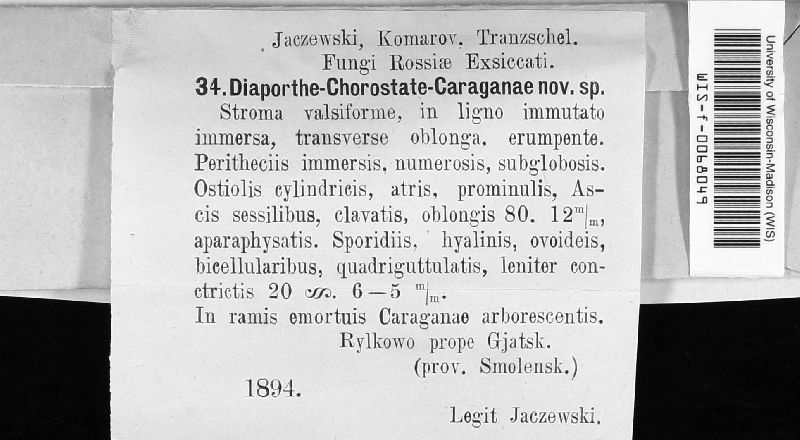 Jaczewski, Komarov. Tranzschel.
Fungi Rossiæ Exsiccati.
34. Diaporthe-Chorostate-Caraganae nov. sp.
Stroma valsiforme, in ligno immutato
immersa, transverse oblonga. erumpente.
Peritheciis immersis, numerosis, subglobosis.
Ostiolis cylindricis, atris, prominulis, As-
cis sessilibus, clavatis, oblongis 80. 12 m/m,
aparaphysatis. Sporidiis, hyalinis, ovoideis,
bicellularibus, quadriguttulatis, leniter con-
ctrictis 20 ᔕ. 6—5 m/m.
In ramis emortuis Caraganae arborescentis.
Rylkowo prope Gjatsk.
(prov. Smolensk.)
1894.
Legit Jaczewski.
University of Wisconsin-Madison (WIS)
WIS-f-0068049